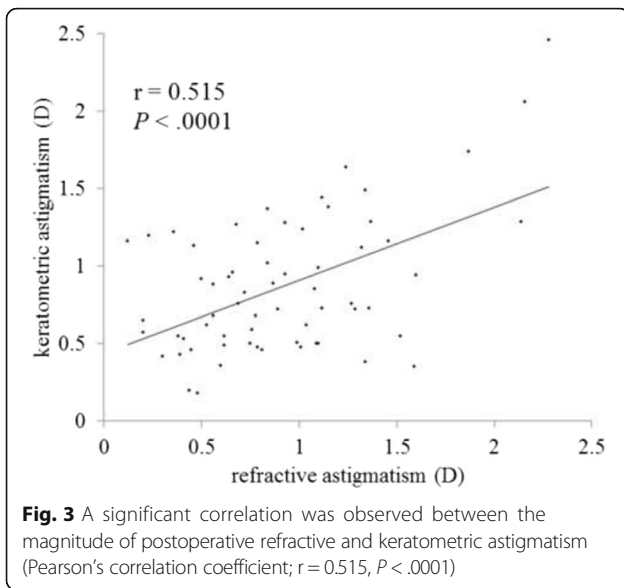 2.5
r = 0.515
P < .0001
2
1.5
1
0.5
0
keratometric astigmatism (D)
0 0.5 1 1.5 2 2.5
refractive astigmatism (D)
Fig. 3 A significant correlation was observed between the
magnitude of postoperative refractive and keratometric astigmatism
(Pearson's correlation coefficient; r = 0.515, P < .0001)